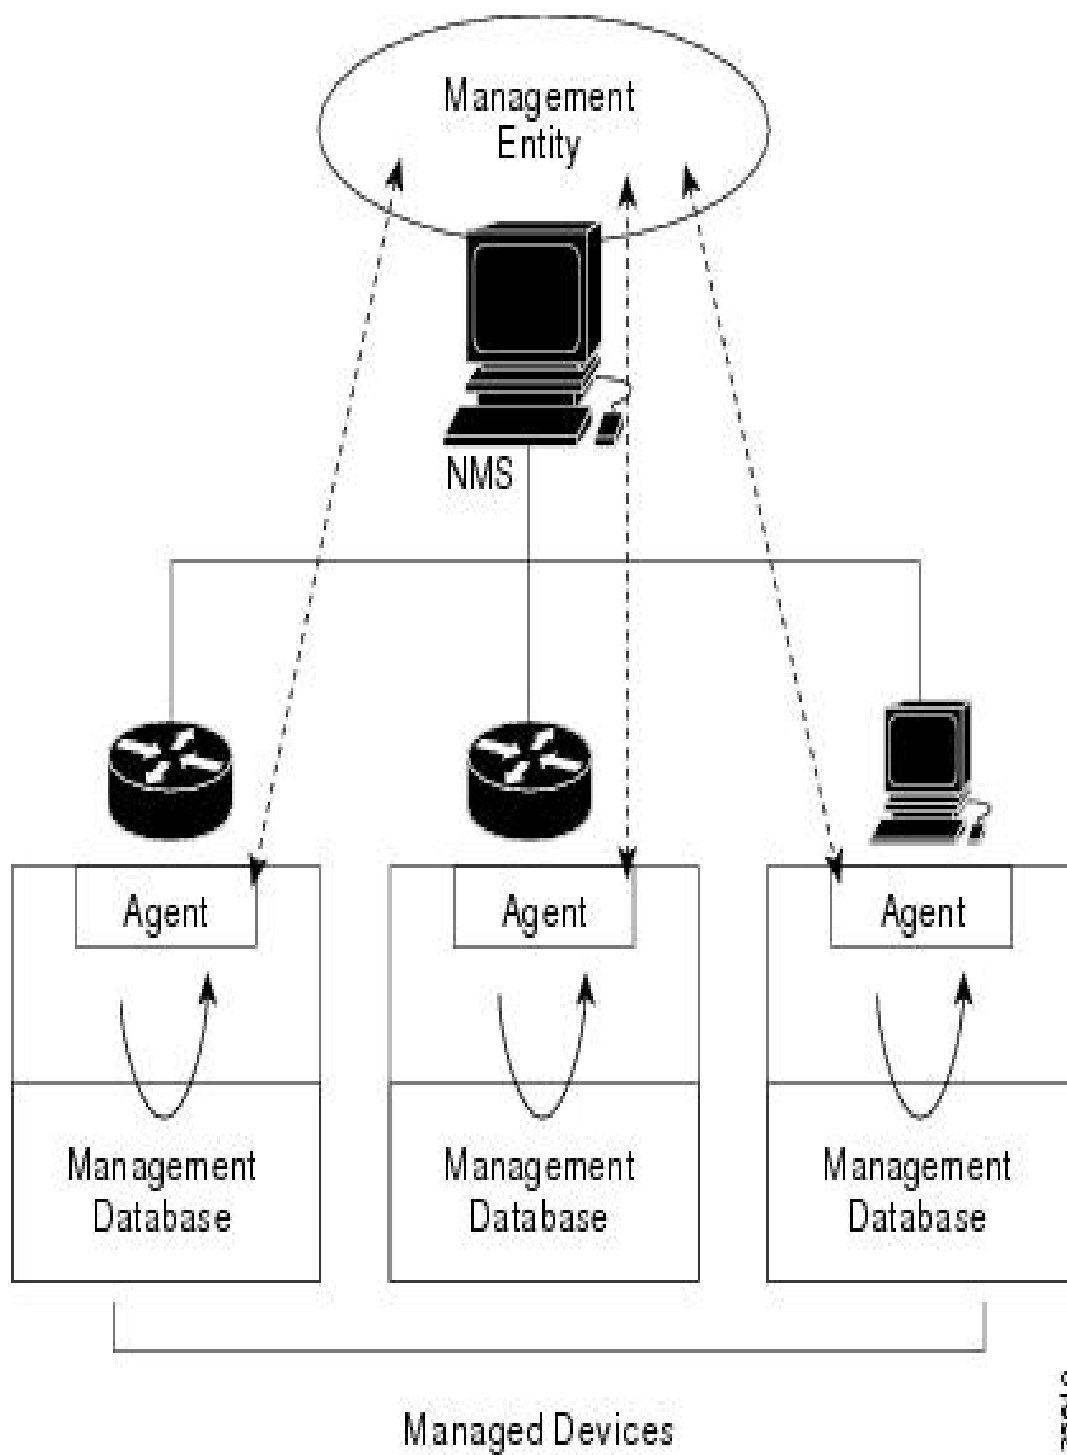 Management
Entity
NMS
Agent
Agent
Agent
Management
Database
Management
Database
Management
Database
Managed Devices